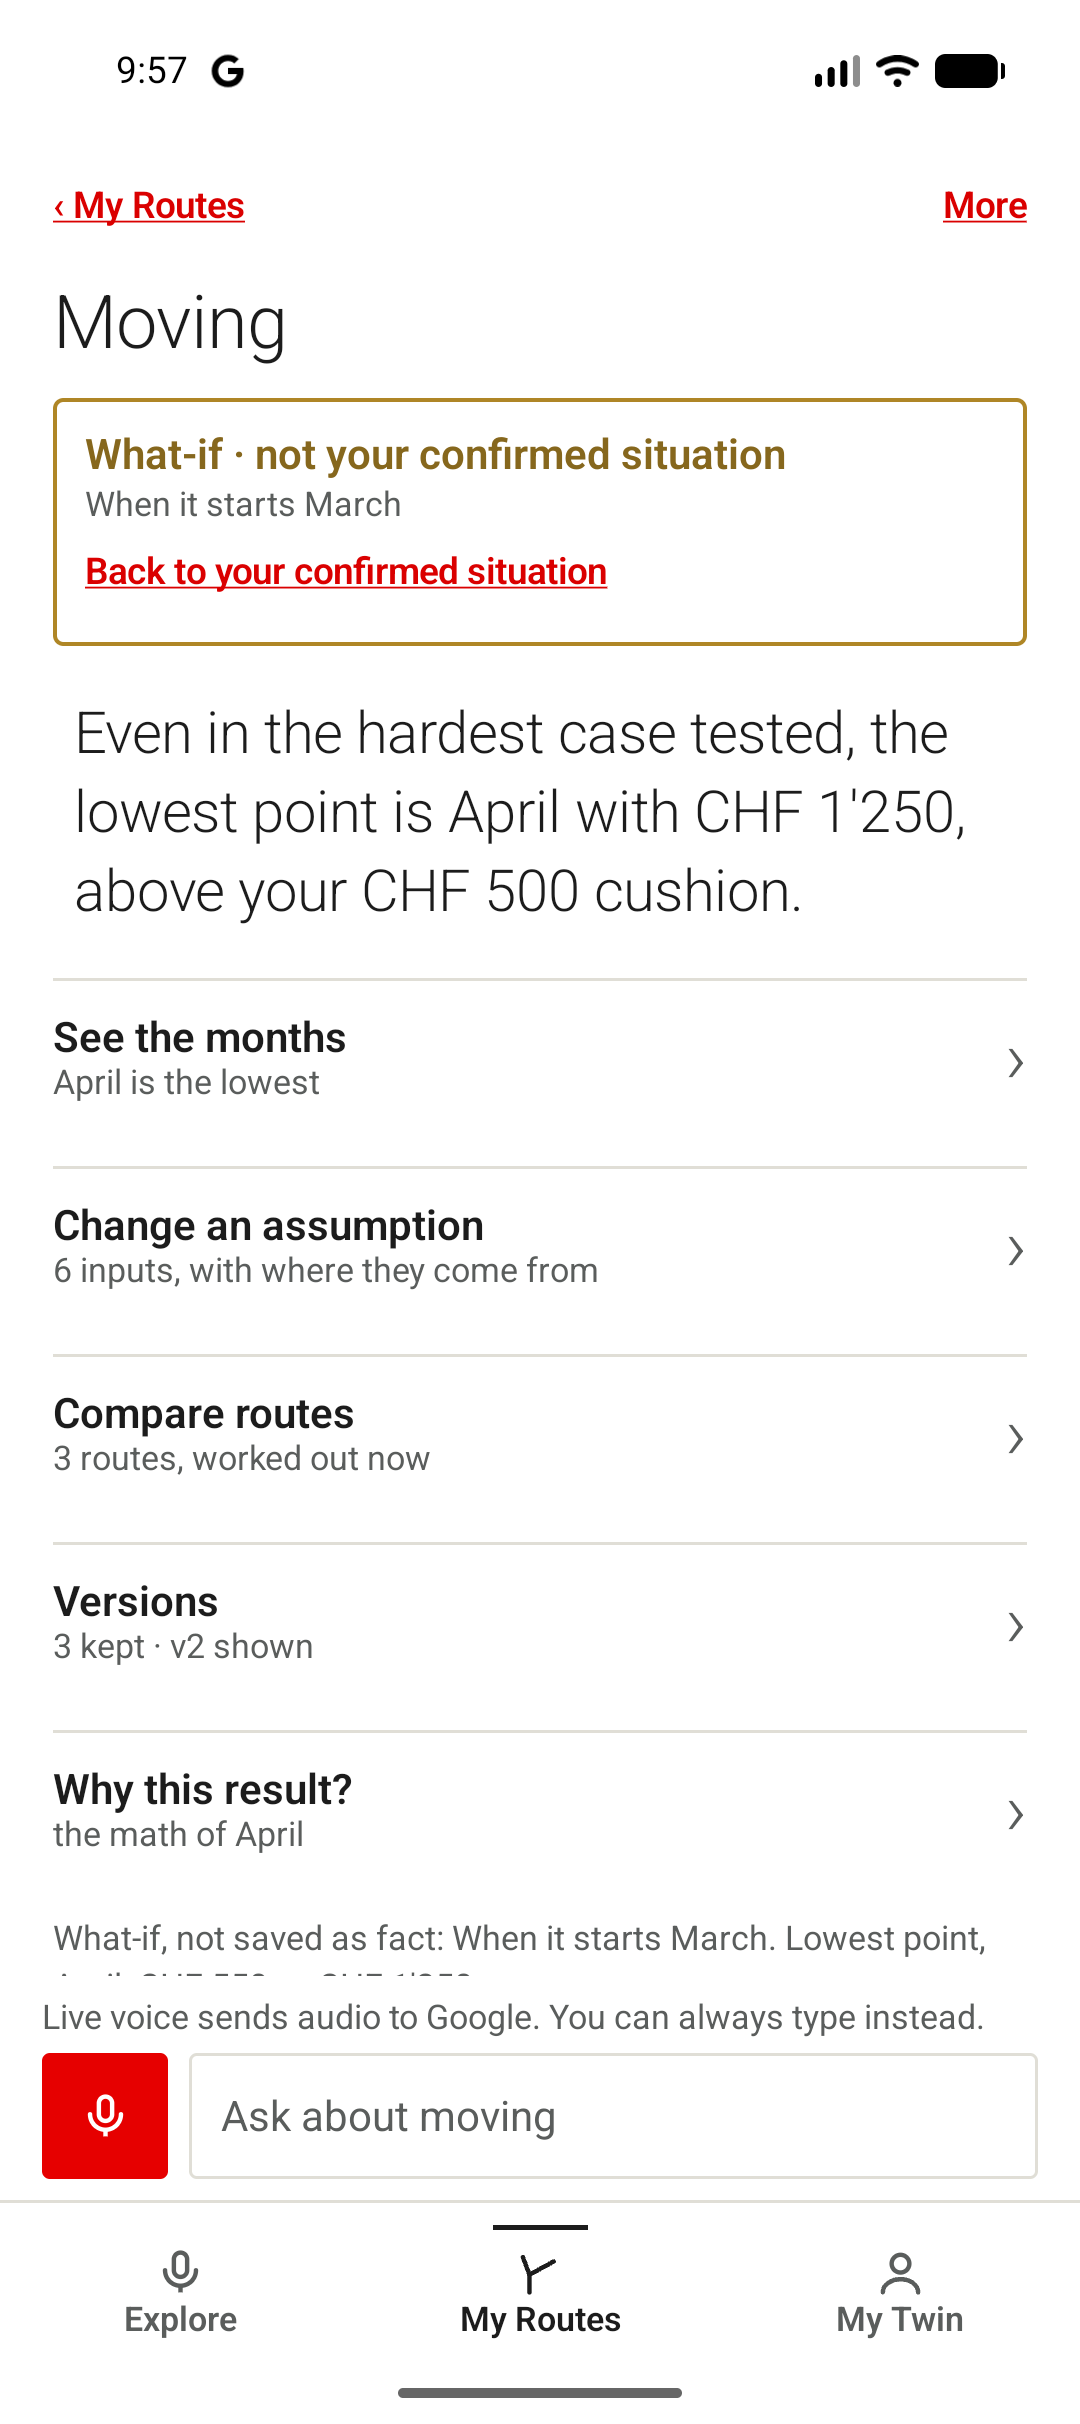 9:57
‹ My Routes
More
Moving
What-if · not your confirmed situation
When it starts March
Back to your confirmed situation
Even in the hardest case tested, the
lowest point is April with CHF 1'250,
above your CHF 500 cushion.
See the months
April is the lowest
Change an assumption
6 inputs, with where they come from
Compare routes
3 routes, worked out now
Versions
3 kept · v2 shown
Why this result?
the math of April
What-if, not saved as fact: When it starts March. Lowest point,
Live voice sends audio to Google. You can always type instead.
Ask about moving
Explore
My Routes
My Twin